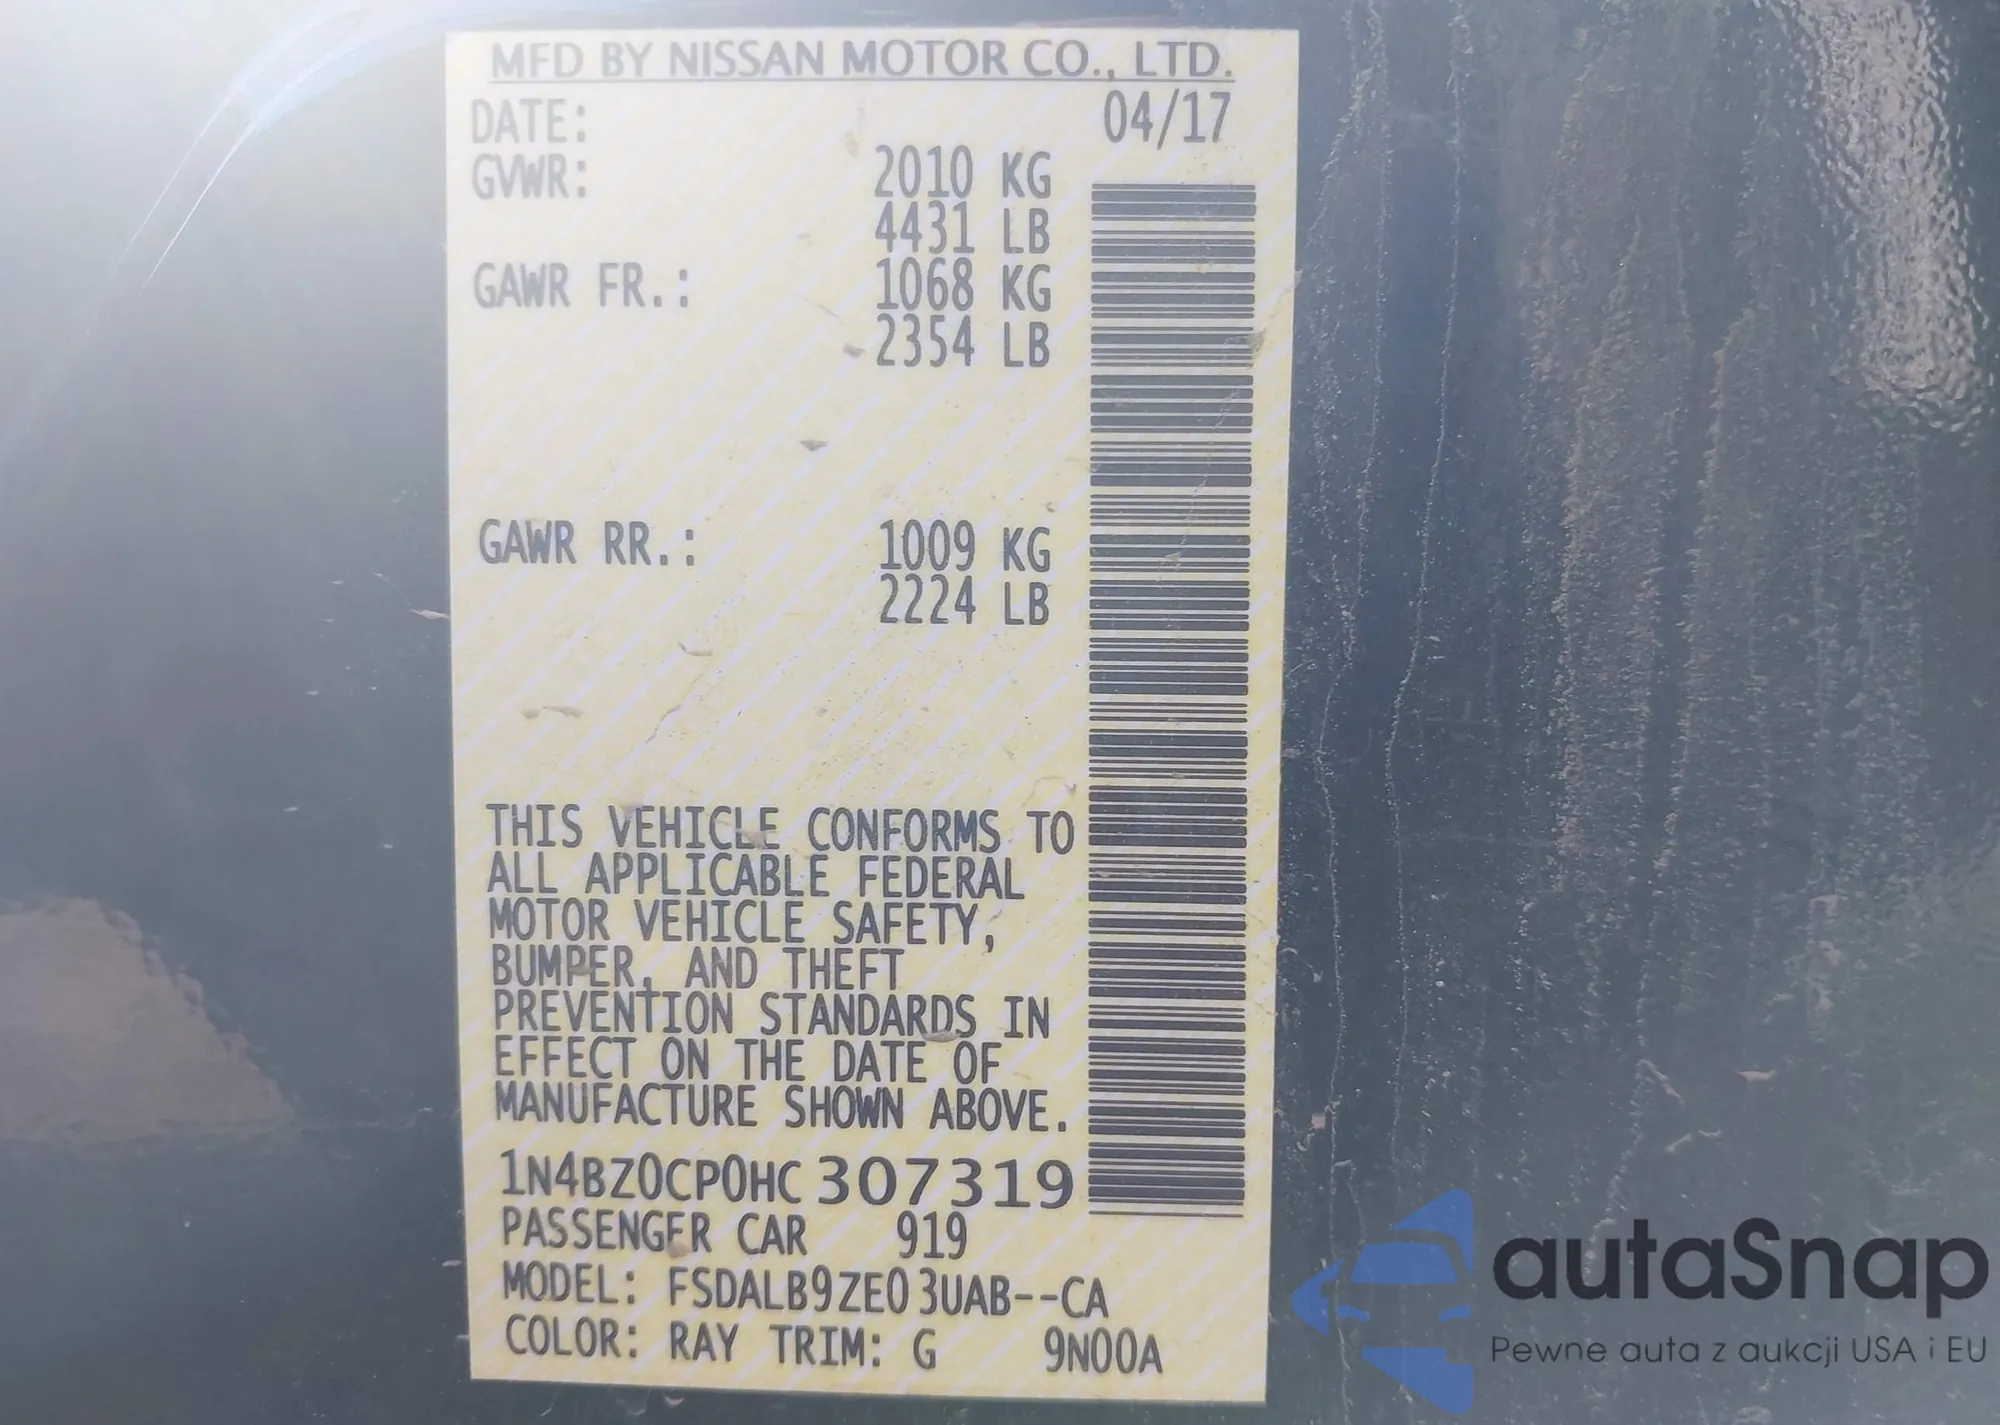 MFD BY NISSAN MOTOR CO., LTD.
DATE: 04/17
GVWR: 2010 KG
4431 LB
GAWR FR.: 1068 KG
2354 LB
GAWR RR.: 1009 KG
2224 LB
THIS VEHICLE CONFORMS TO
ALL APPLICABLE FEDERAL
MOTOR VEHICLE SAFETY,
BUMPER, AND THEFT
PREVENTION STANDARDS IN
EFFECT ON THE DATE OF
MANUFACTURE SHOWN ABOVE.
1N4BZ0CP0HC307319
PASSENGER CAR 919
MODEL: FSDALB9ZE03UAB--CA
COLOR: RAY TRIM: G 9N00A
autaSnap
Pewne auta z aukcji USA i EU